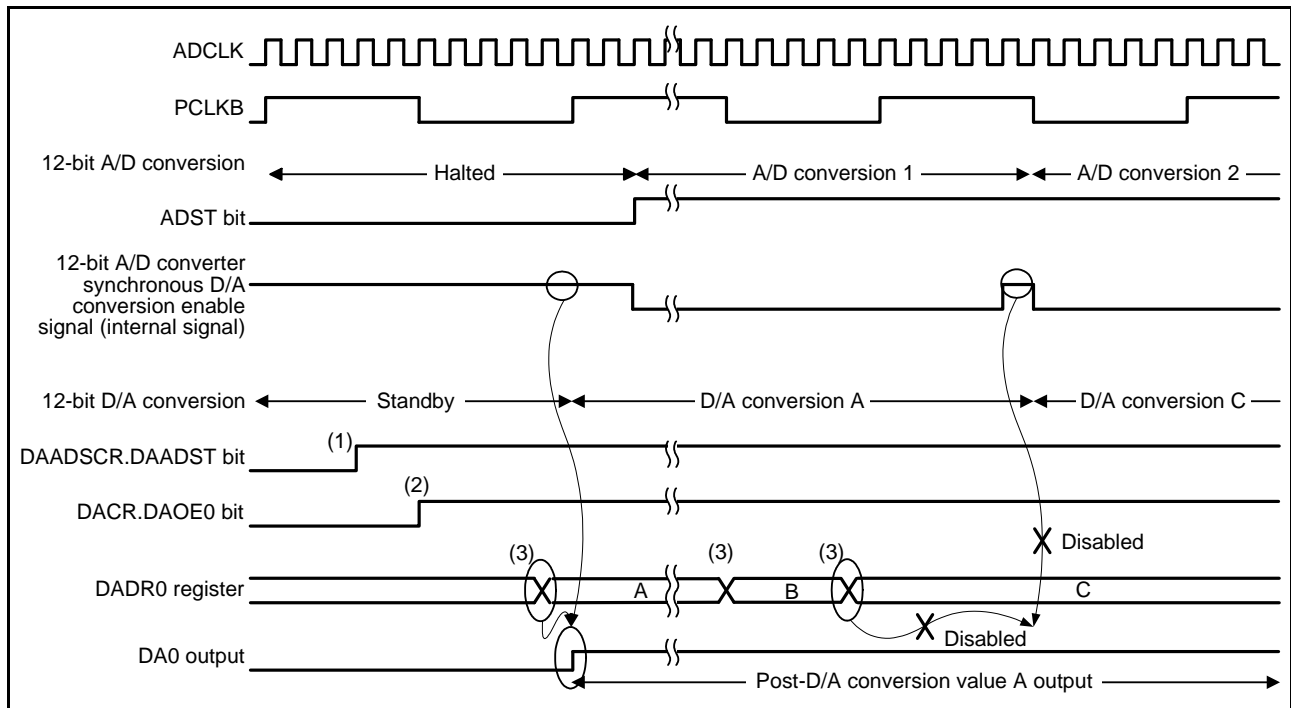 ADCLK
PCLKB
12-bit A/D conversion
Halted
A/D conversion 1
A/D conversion 2
ADST bit
12-bit A/D converter
synchronous D/A
conversion enable
signal (internal signal)
12-bit D/A conversion
Standby
D/A conversion A
D/A conversion C
DAADSCR.DAADST bit
(1)
DACR.DAOE0 bit
(2)
Disabled
DADR0 register
(3)
A
(3)
B
(3)
C
Disabled
DA0 output
Post-D/A conversion value A output